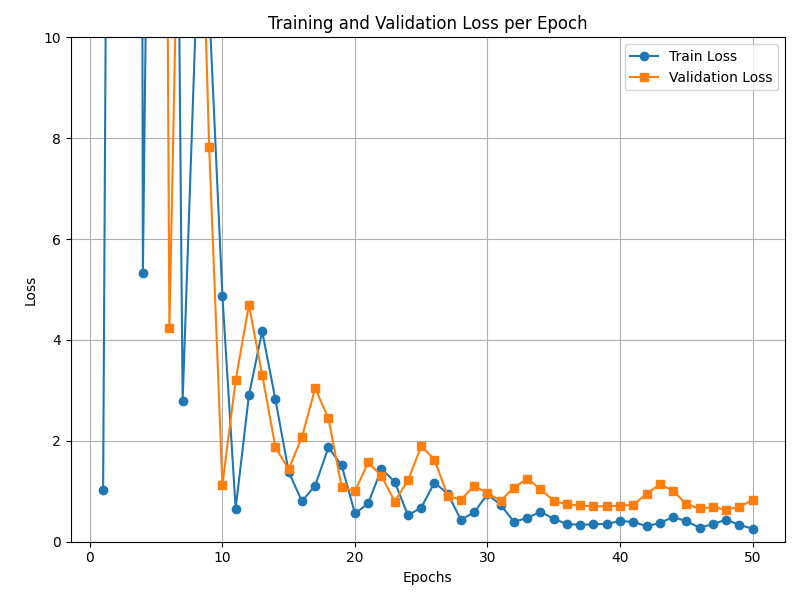 Training and Validation Loss per Epoch
Train Loss
Validation Loss
Loss
10
8
6
4
2
0
0 10 20 30 40 50
Epochs